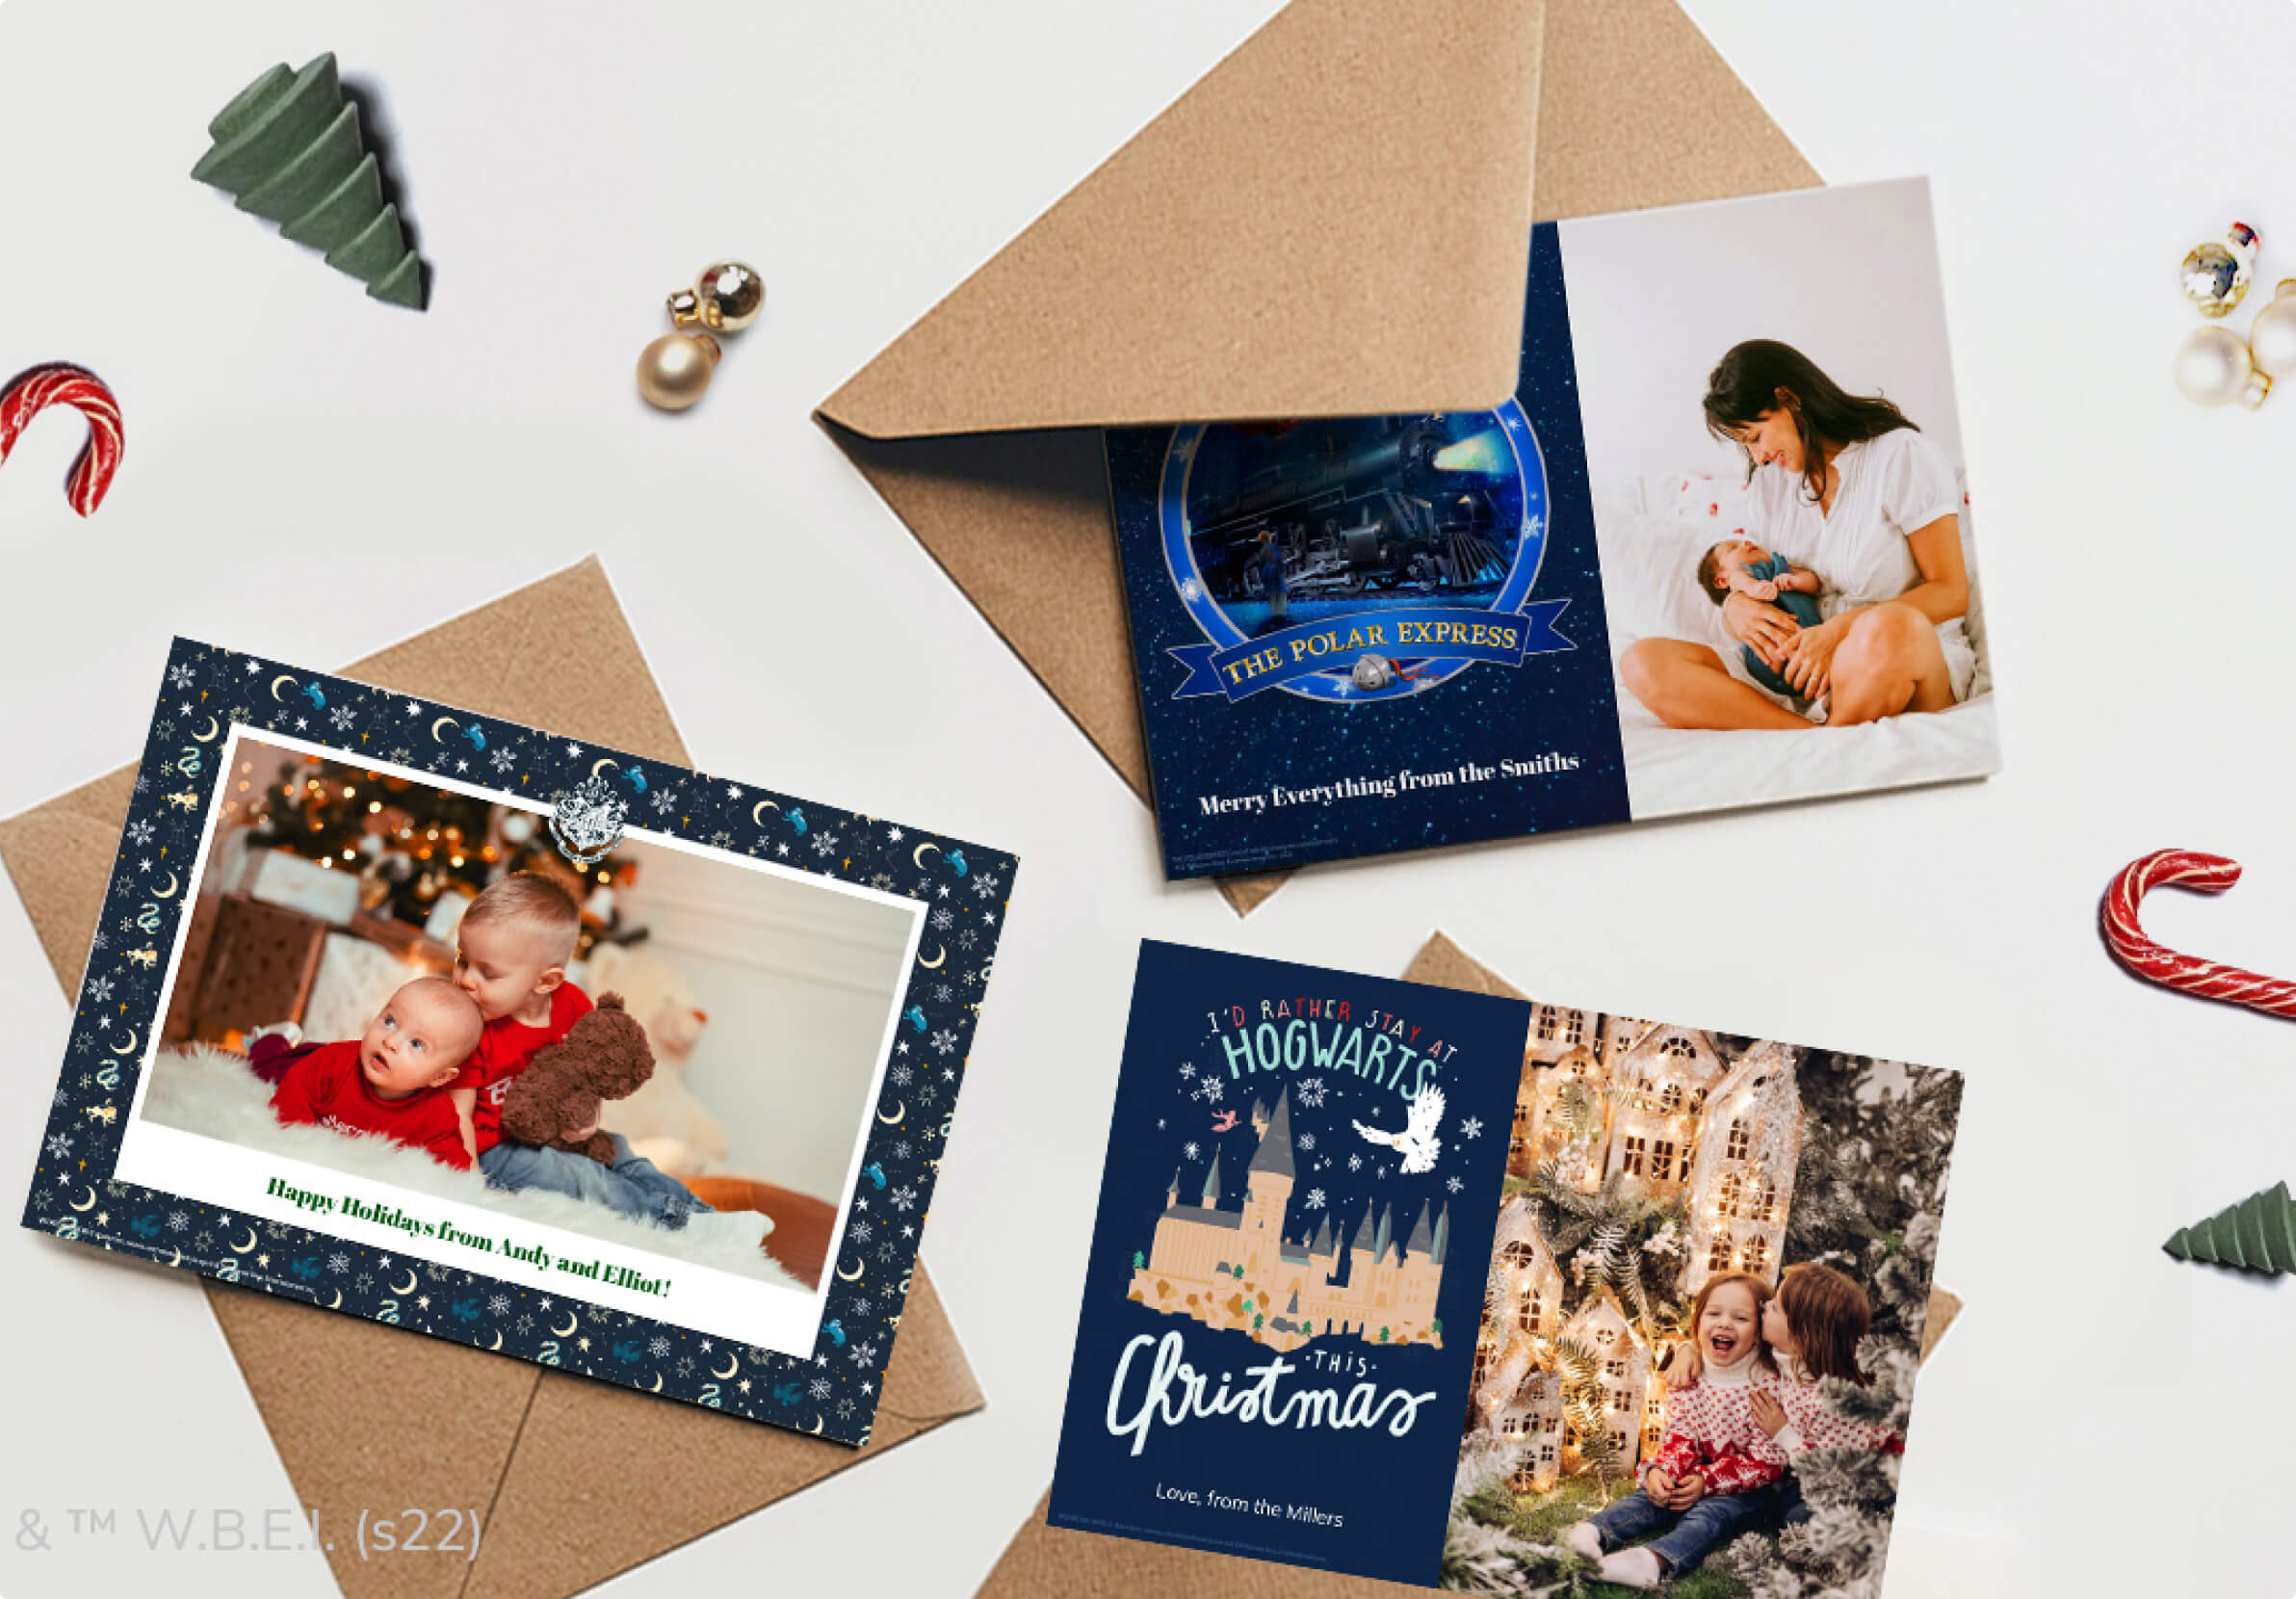 THE POLAR EXPRESS
Merry Everything from the Smiths
Happy Holidays from Andy and Elliot!
I'D RATHER STAY AT
HOGWARTS
·THIS·
Christmas
Love, from the Millers
& ™ W.B.E.I. (s22)